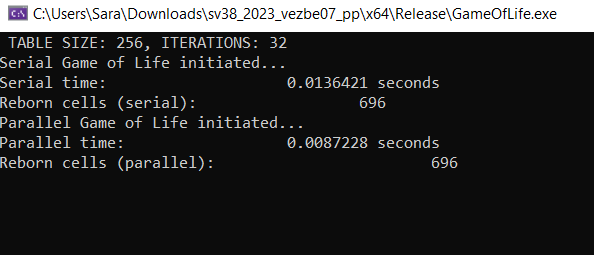 C:\Users\Sara\Downloads\sv38_2023_vezbe07_pp\x64\Release\GameOfLife.exe
TABLE SIZE: 256, ITERATIONS: 32
Serial Game of Life initiated...
Serial time: 0.0136421 seconds
Reborn cells (serial): 696
Parallel Game of Life initiated...
Parallel time: 0.0087228 seconds
Reborn cells (parallel): 696